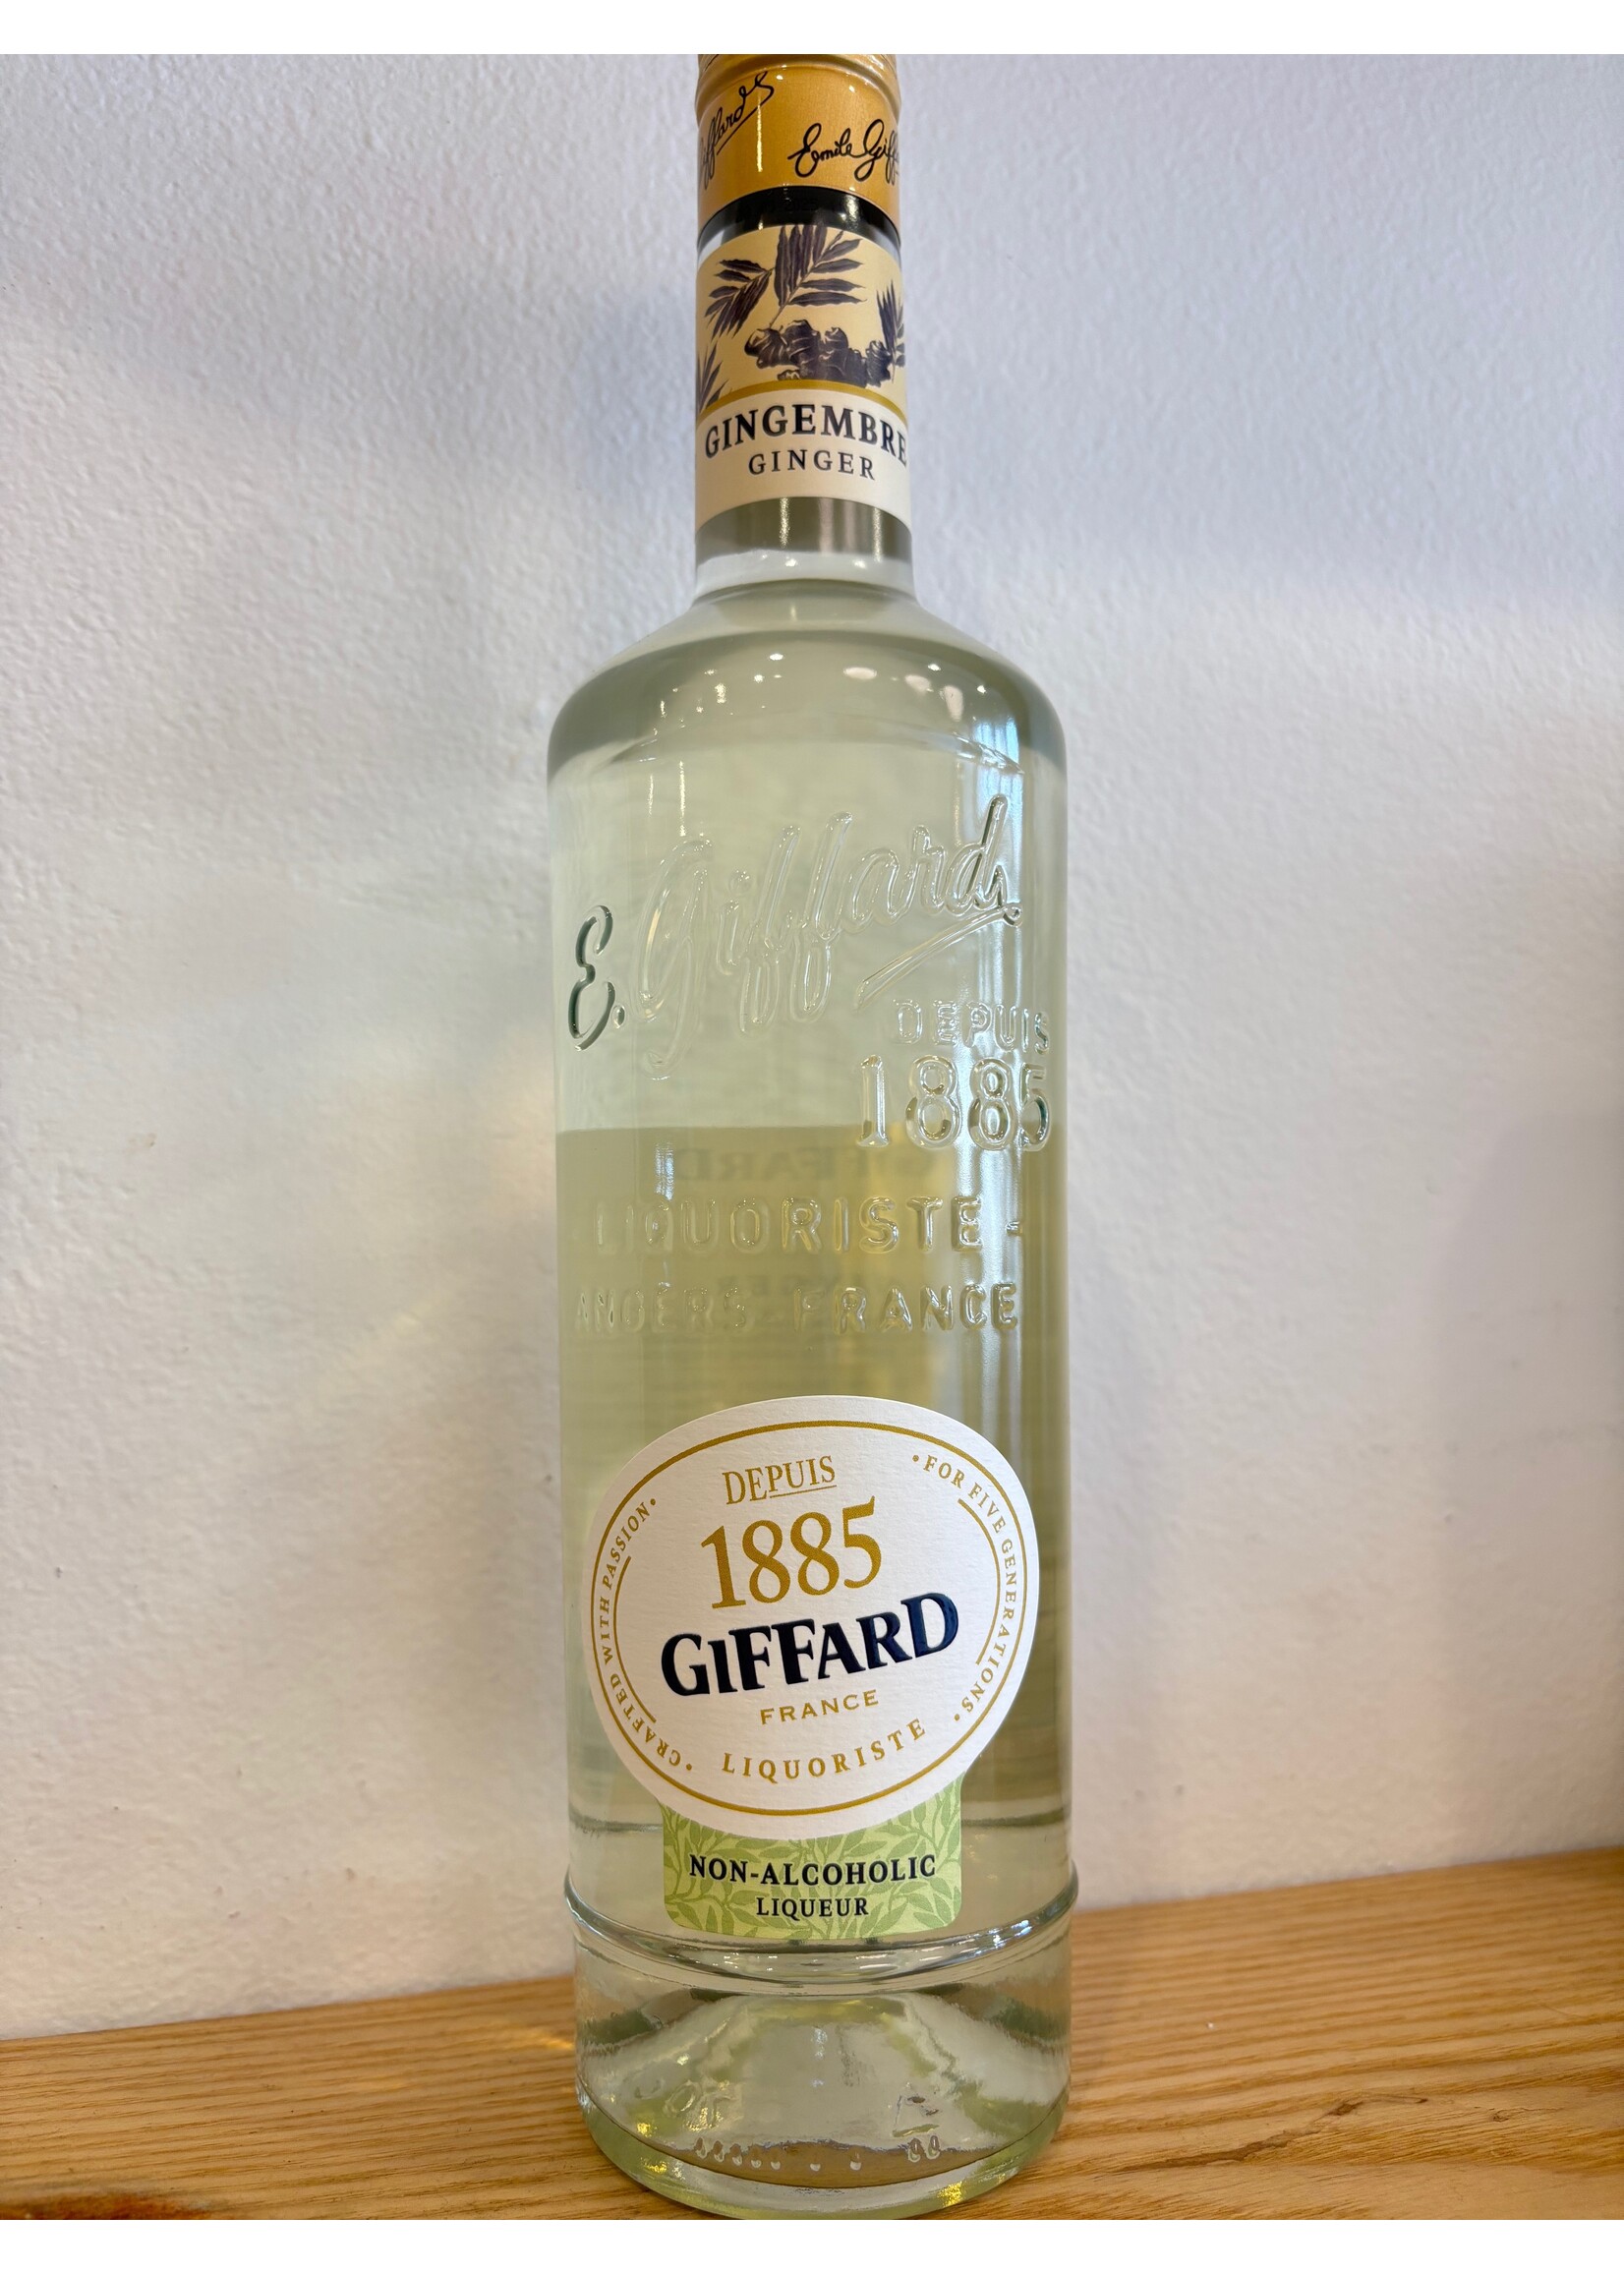 Giffard
Emile Giff
GINGEMBRE
GINGER
E. Giffard
DEPUIS
1885
LIQUORISTE -
ANGERS FRANCE
DEPUIS
1885
GIFFARD
FRANCE
LIQUORISTE
• CRAFTED WITH PASSION •
• FOR FIVE GENERATIONS •
NON-ALCOHOLIC
LIQUEUR